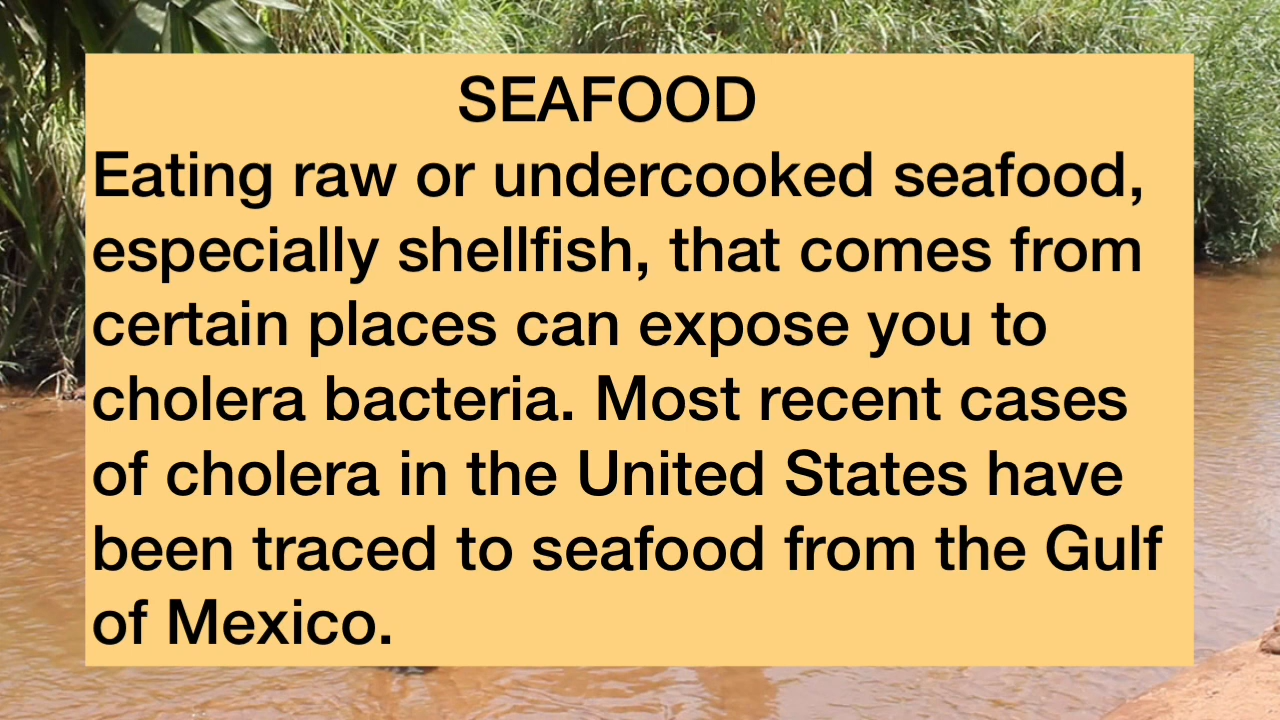 SEAFOOD
Eating raw or undercooked seafood,
especially shellfish, that comes from
certain places can expose you to
cholera bacteria. Most recent cases
of cholera in the United States have
been traced to seafood from the Gulf
of Mexico.